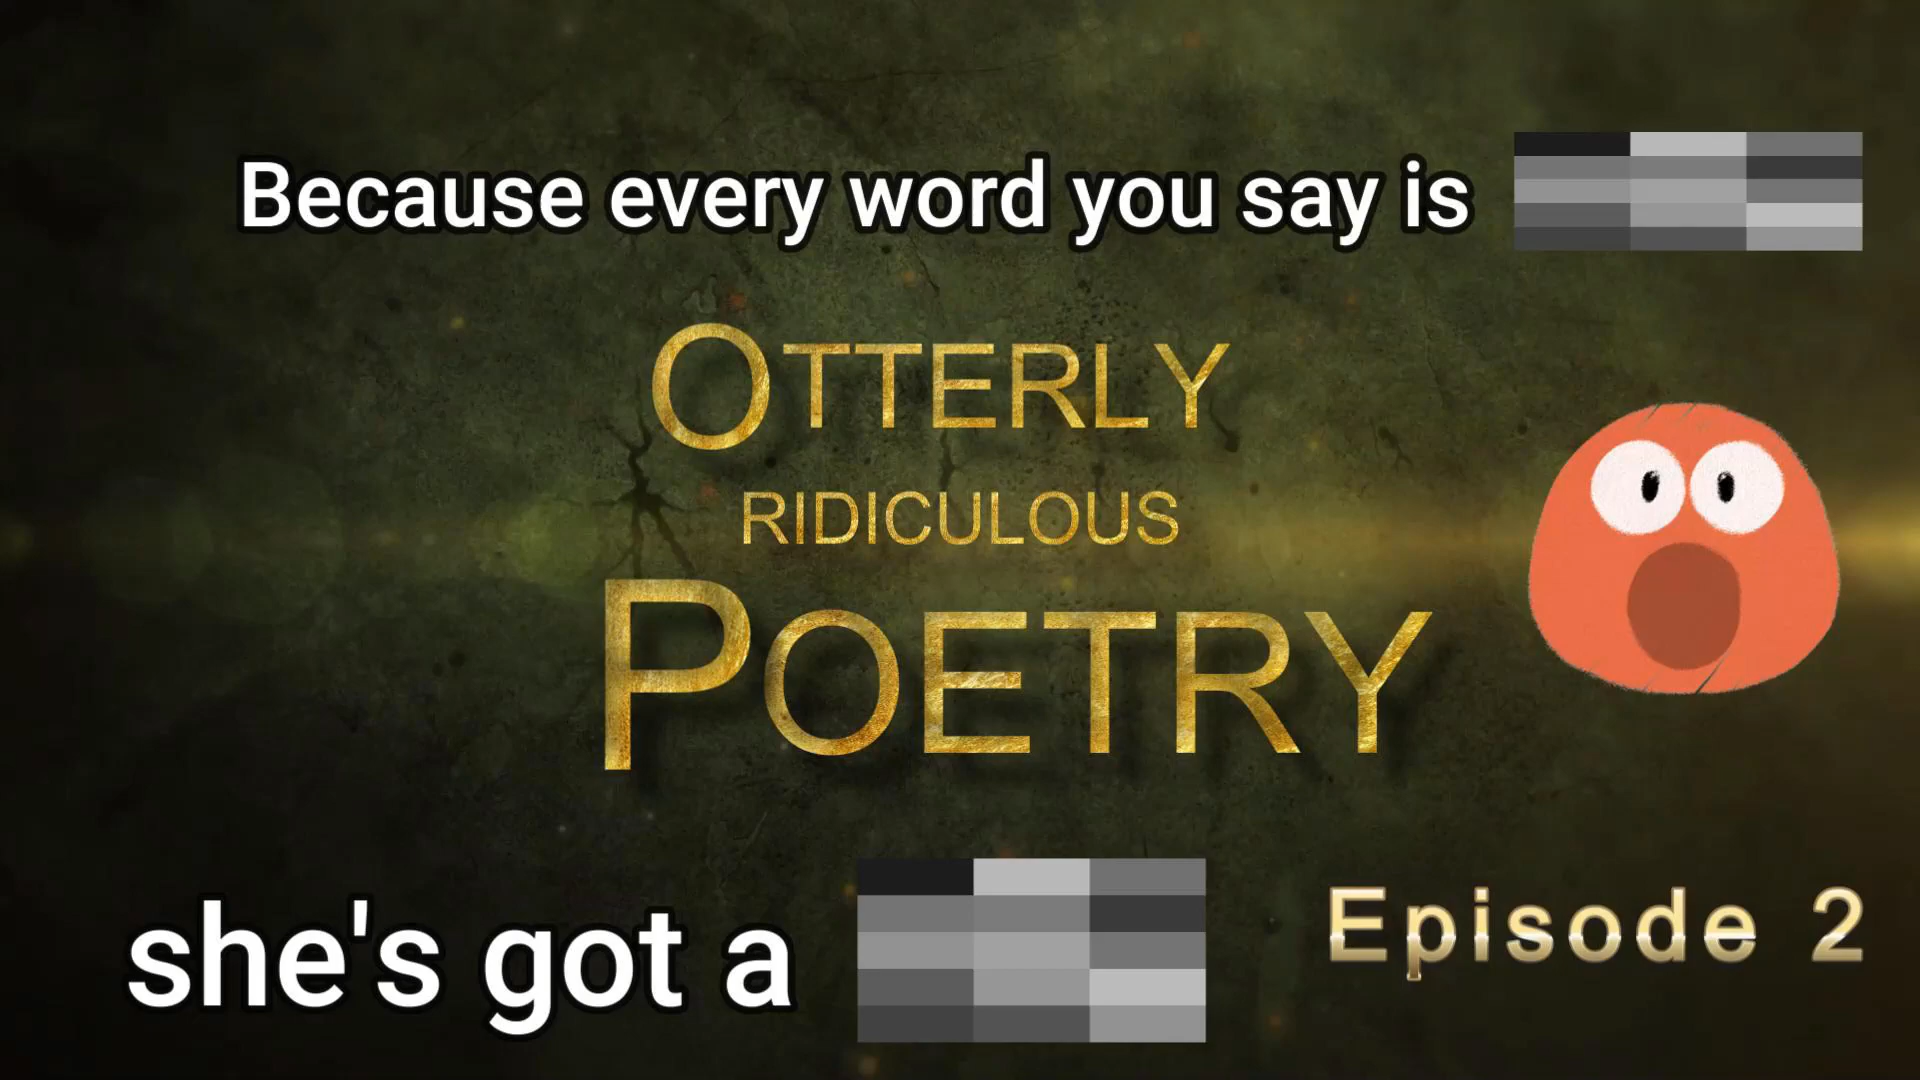 Because every word you say is
OTTERLY
RIDICULOUS
POETRY
she's got a
Episode 2